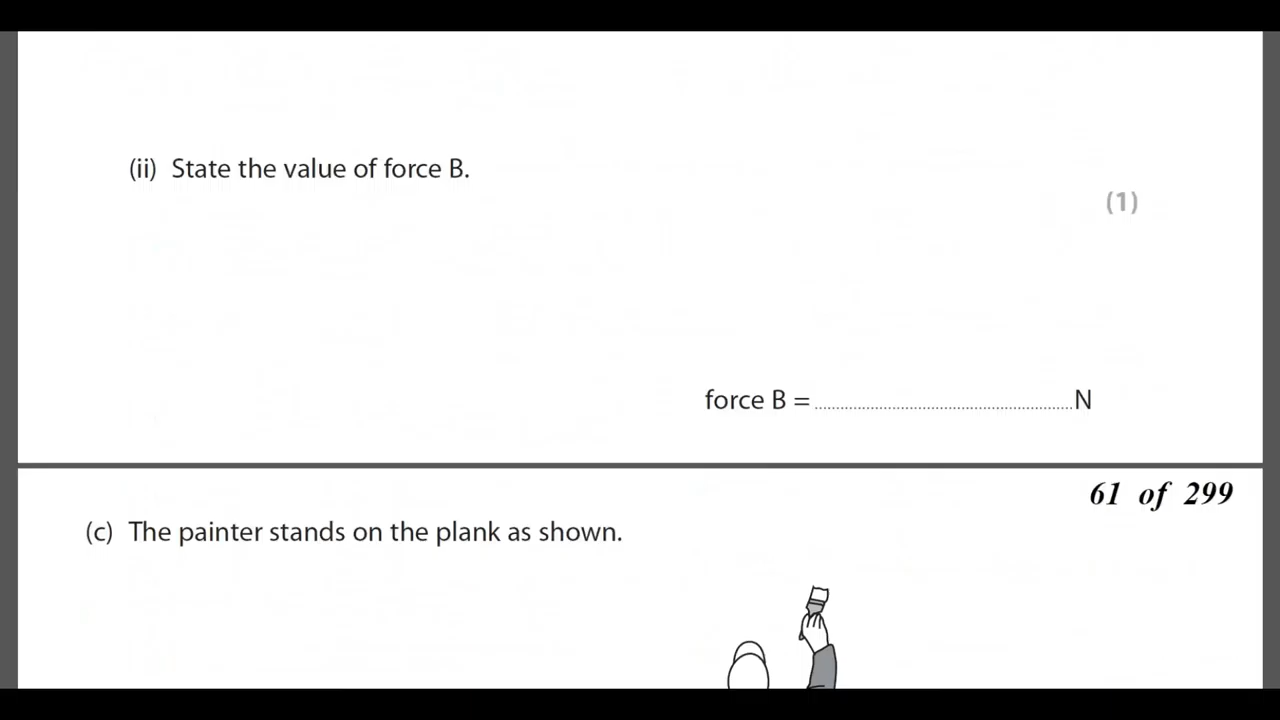 (ii) State the value of force B.
(1)
force B = ............................................... N
61 of 299
(c) The painter stands on the plank as shown.